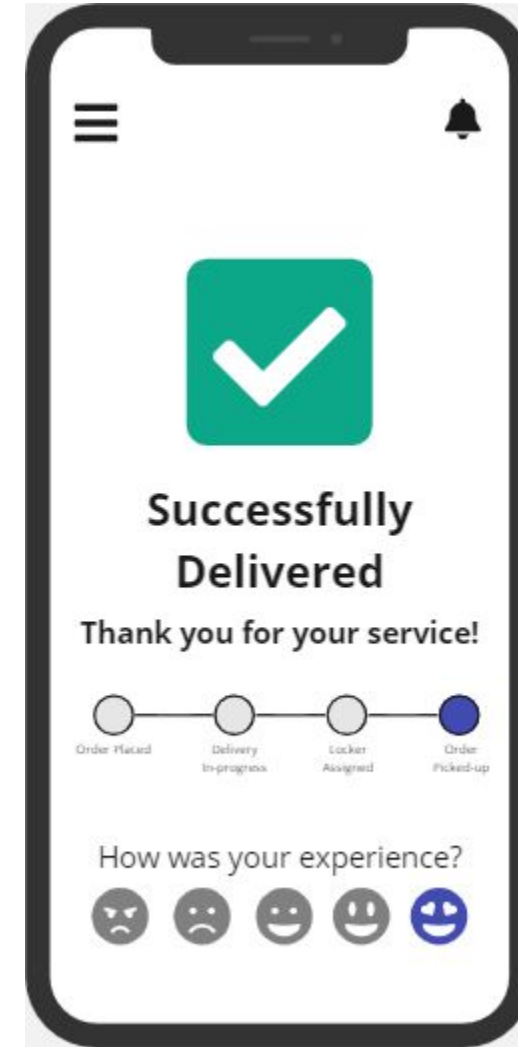 Successfully
Delivered
Thank you for your service!
Order Placed
Delivery
In-progress
Locker
Assigned
Order
Picked-up
How was your experience?